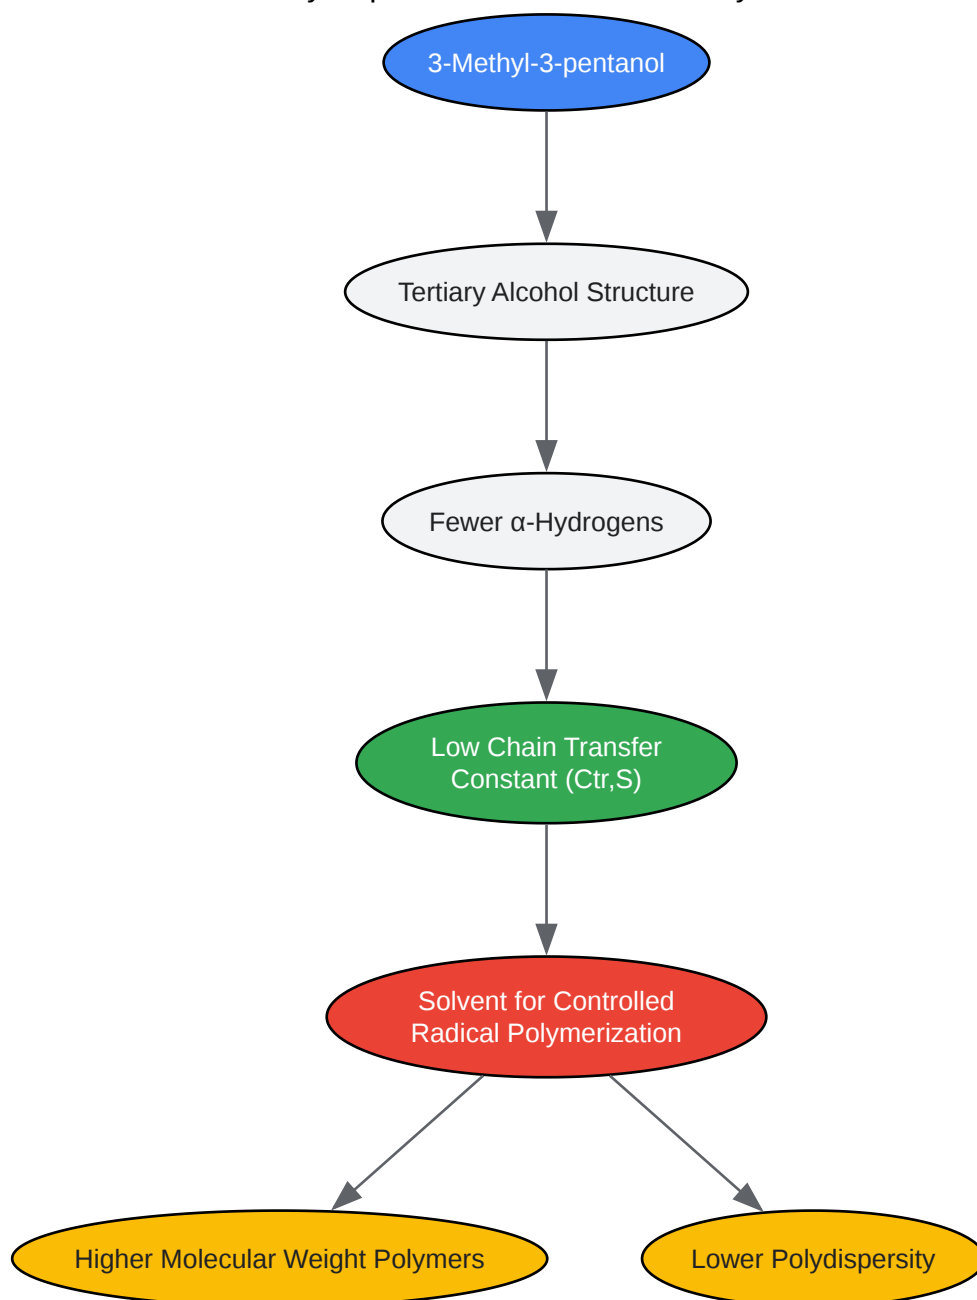 3-Methyl-3-pentanol
Tertiary Alcohol Structure
Fewer α-Hydrogens
Low Chain Transfer
Constant (Ctr,S)
Solvent for Controlled
Radical Polymerization
Higher Molecular Weight Polymers
Lower Polydispersity